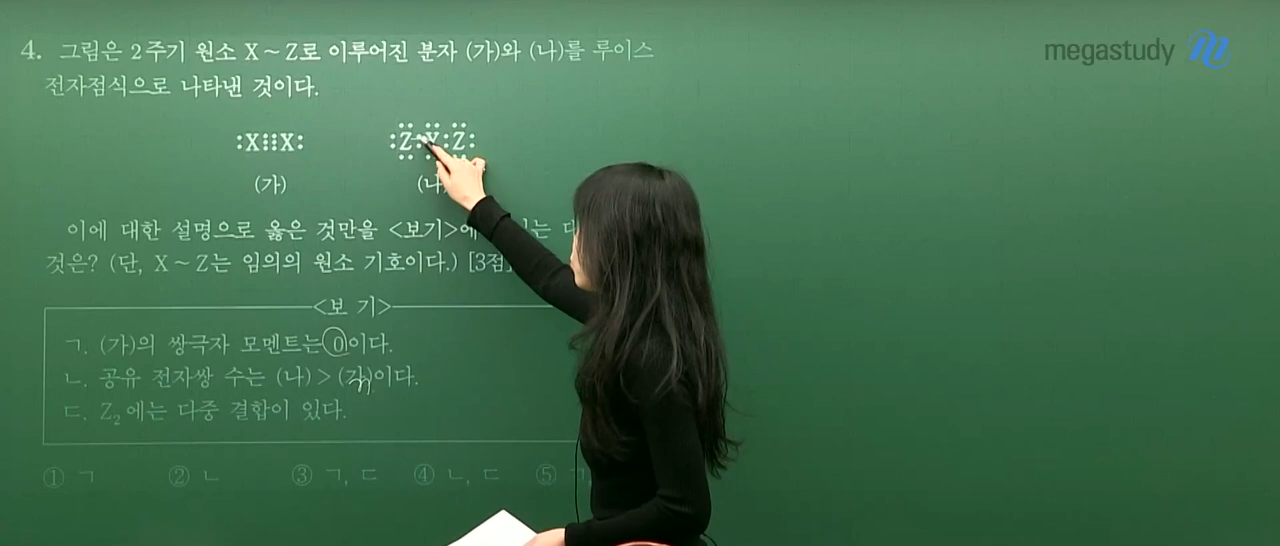 4. 그림은 2주기 원소 X ~ Z로 이루어진 분자 (가)와 (나)를 루이스
전자점식으로 나타낸 것이다.
megastudy
:X⫶⫶X:
Z Y Z
(가)
(나
이에 대한 설명으로 옳은 것만을 <보기>에
것은? (단, X ~ Z는 임의의 원소 기호이다.) [3점]
<보 기>
ㄱ. (가)의 쌍극자 모멘트는 0이다.
ㄴ. 공유 전자쌍 수는 (나) > (가)이다.
ㄷ. Z₂에는 다중 결합이 있다.
① ㄱ ② ㄴ ③ ㄱ, ㄷ ④ ㄴ, ㄷ ⑤